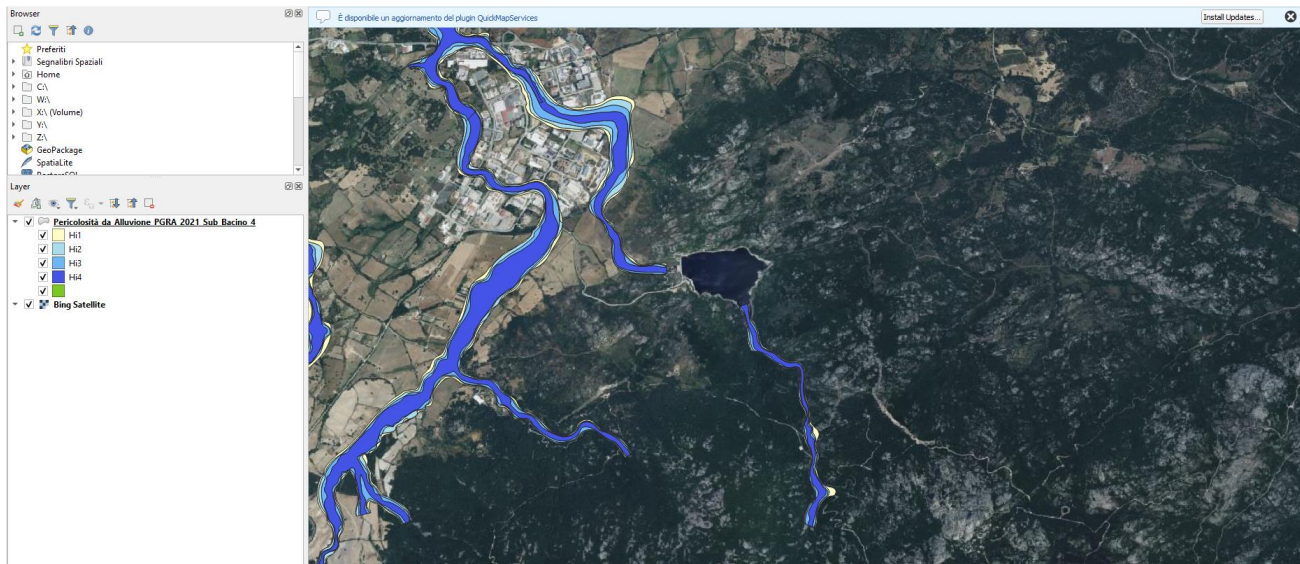 Browser
È disponibile un aggiornamento del plugin QuickMapServices
Install Updates...
Preferiti
Segnalibri Spaziali
Home
C:\
W:\
X:\ (Volume)
Y:\
Z:\
GeoPackage
SpatiaLite
Layer
Pericolosità da Alluvione PGRA 2021 Sub Bacino 4
Hi1
Hi2
Hi3
Hi4
Bing Satellite